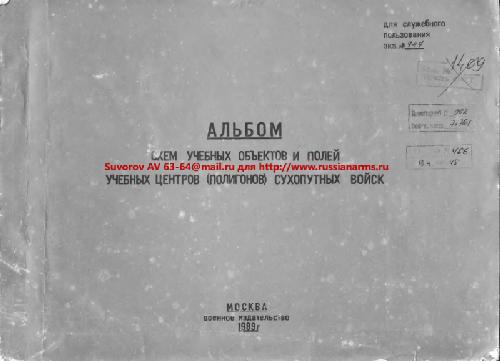 для служебного
пользования
экз. №
1409
АЛЬБОМ
СХЕМ УЧЕБНЫХ ОБЪЕКТОВ И ПОЛЕЙ
Suvorov AV 63-64@mail.ru для http://www.russianarms.ru
УЧЕБНЫХ ЦЕНТРОВ (ПОЛИГОНОВ) СУХОПУТНЫХ ВОЙСК
МОСКВА
ВОЕННОЕ ИЗДАТЕЛЬСТВО
1989г